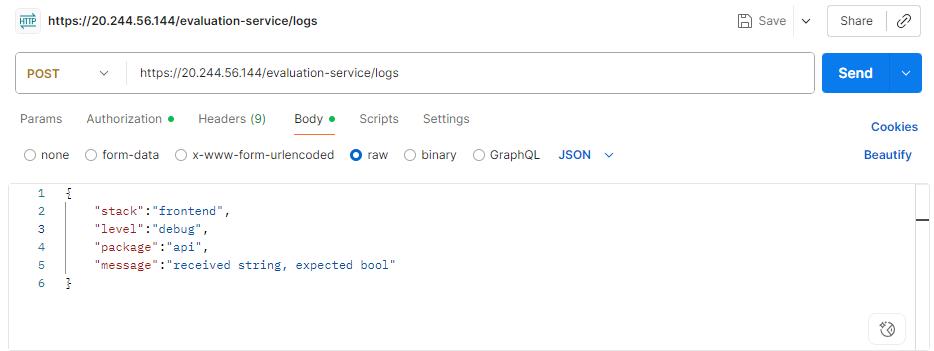 HTTP https://20.244.56.144/evaluation-service/logs Save Share
POST https://20.244.56.144/evaluation-service/logs Send
Params Authorization Headers (9) Body Scripts Settings Cookies
none form-data x-www-form-urlencoded raw binary GraphQL JSON Beautify
1 {
2 "stack":"frontend",
3 "level":"debug",
4 "package":"api",
5 "message":"received string, expected bool"
6 }